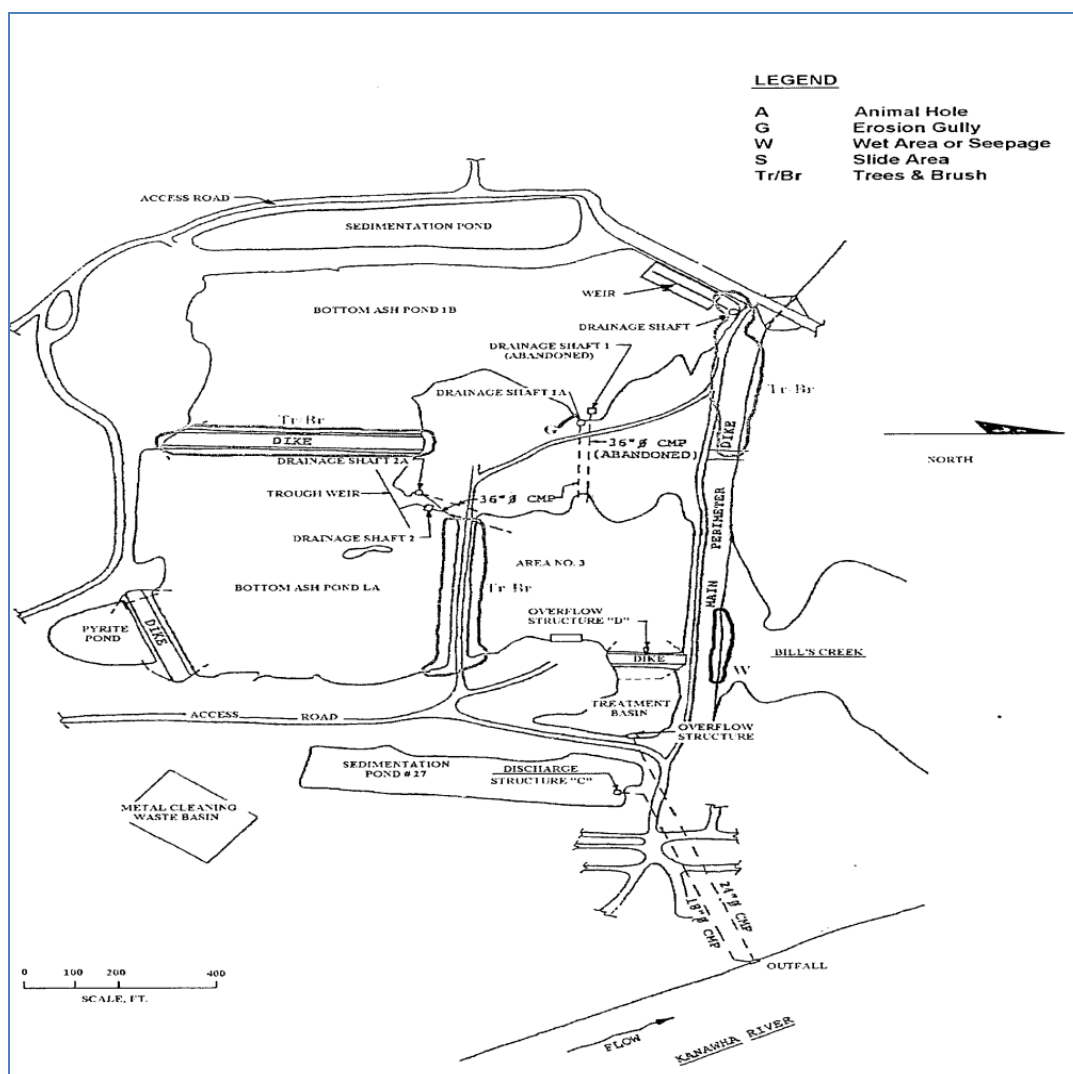 LEGEND
A Animal Hole
G Erosion Gully
W Wet Area or Seepage
S Slide Area
Tr/Br Trees & Brush
ACCESS ROAD
SEDIMENTATION POND
WEIR
BOTTOM ASH POND 1B
DRAINAGE SHAFT
DRAINAGE SHAFT 1
(ABANDONED)
DRAINAGE SHAFT 1A
Tr-Br
Tr-Br
G
DIKE
DIKE
36"Ø CMP
(ABANDONED)
NORTH
DRAINAGE SHAFT 2A
TROUGH WEIR
36"Ø CMP
DRAINAGE SHAFT 2
MAIN PERIMETER
AREA NO. 3
BOTTOM ASH POND LA
Tr-Br
OVERFLOW
STRUCTURE "D"
PYRITE
POND
DIKE
DIKE
BILL'S CREEK
W
TREATMENT
BASIN
ACCESS ROAD
OVERFLOW
STRUCTURE
SEDIMENTATION
POND #27
DISCHARGE
STRUCTURE "C"
METAL CLEANING
WASTE BASIN
24"Ø CMP
18"Ø CMP
OUTFALL
0 100 200 400
SCALE, FT.
FLOW
KANAWHA RIVER